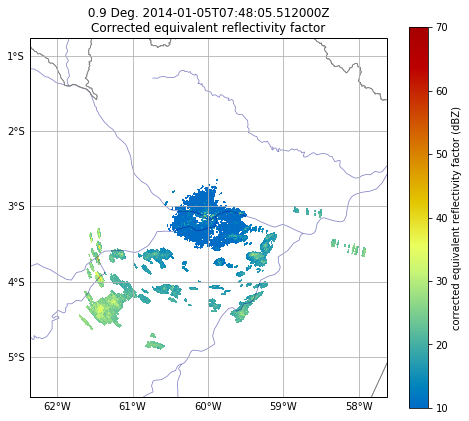 0.9 Deg. 2014-01-05T07:48:05.512000Z
Corrected equivalent reflectivity factor
1°S
2°S
3°S
4°S
5°S
62°W 61°W 60°W 59°W 58°W
70
60
50
40
30
20
10
corrected equivalent reflectivity factor (dBZ)